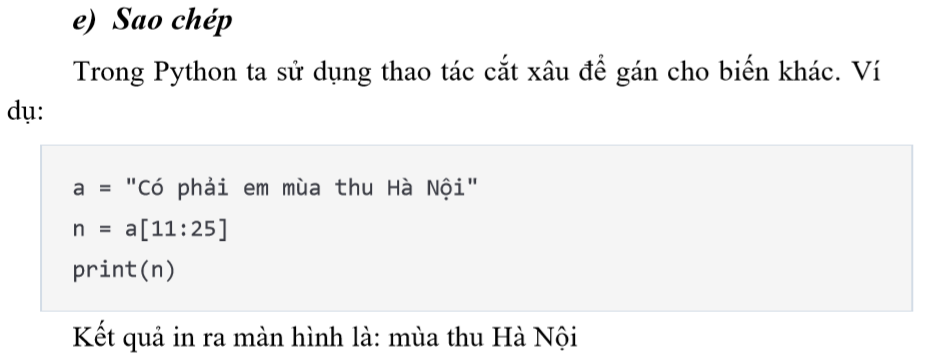 e) Sao chép
Trong Python ta sử dụng thao tác cắt xâu để gán cho biến khác. Ví
dụ:
a = "Có phải em mùa thu Hà Nội"
n = a[11:25]
print(n)
Kết quả in ra màn hình là: mùa thu Hà Nội